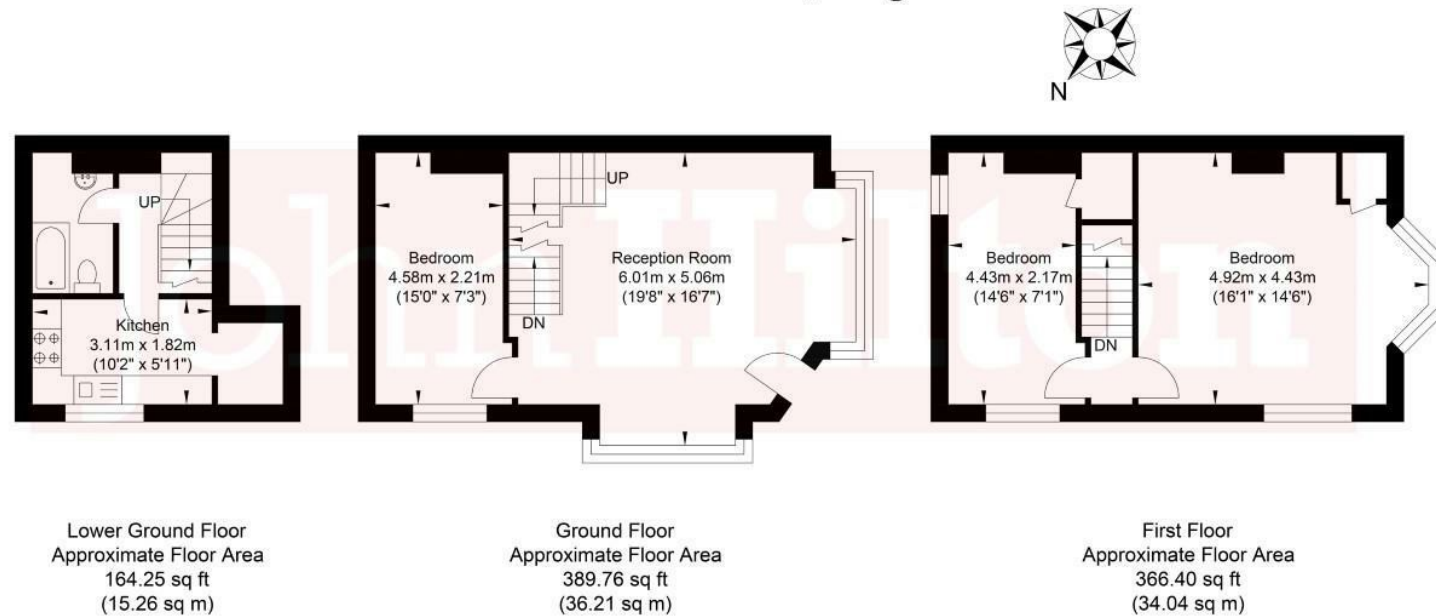 N
UP
Kitchen
3.11m x 1.82m
(10'2" x 5'11")
Bedroom
4.58m x 2.21m
(15'0" x 7'3")
UP
DN
Reception Room
6.01m x 5.06m
(19'8" x 16'7")
Bedroom
4.43m x 2.17m
(14'6" x 7'1")
DN
Bedroom
4.92m x 4.43m
(16'1" x 14'6")
John Hilton
Lower Ground Floor
Approximate Floor Area
164.25 sq ft
(15.26 sq m)
Ground Floor
Approximate Floor Area
389.76 sq ft
(36.21 sq m)
First Floor
Approximate Floor Area
366.40 sq ft
(34.04 sq m)